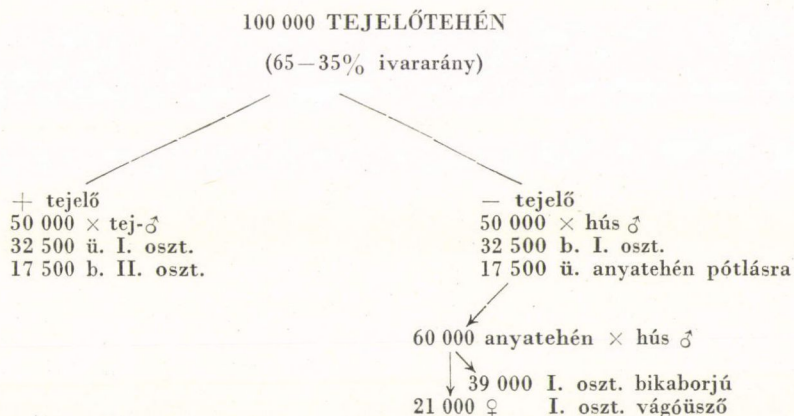 100 000 TEJELŐTEHÉN
(65—35% ivararány)
+ tejelő
50 000 × tej-♂
32 500 ü. I. oszt.
17 500 b. II. oszt.
— tejelő
50 000 × hús ♂
32 500 b. I. oszt.
17 500 ü. anyatehén pótlásra
60 000 anyatehén × hús ♂
39 000 I. oszt. bikaborjú
21 000 ♀ I. oszt. vágóüsző